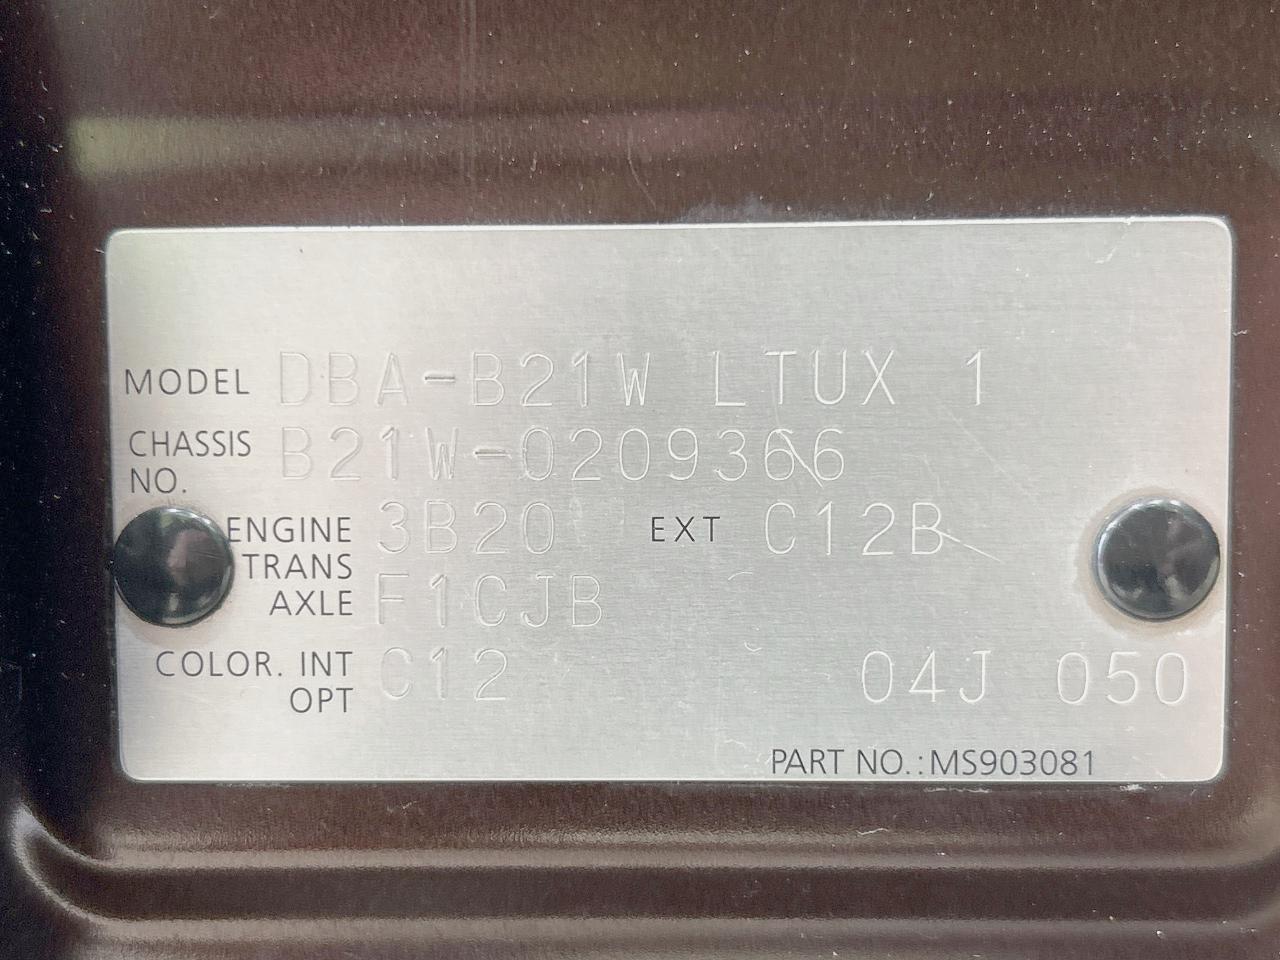 MODEL DBA-B21W LTUX 1
CHASSIS NO. B21W-0209366
ENGINE 3B20 EXT C12B
TRANS AXLE F1CJB
COLOR. INT C12 04J 050
OPT
PART NO.:MS903081